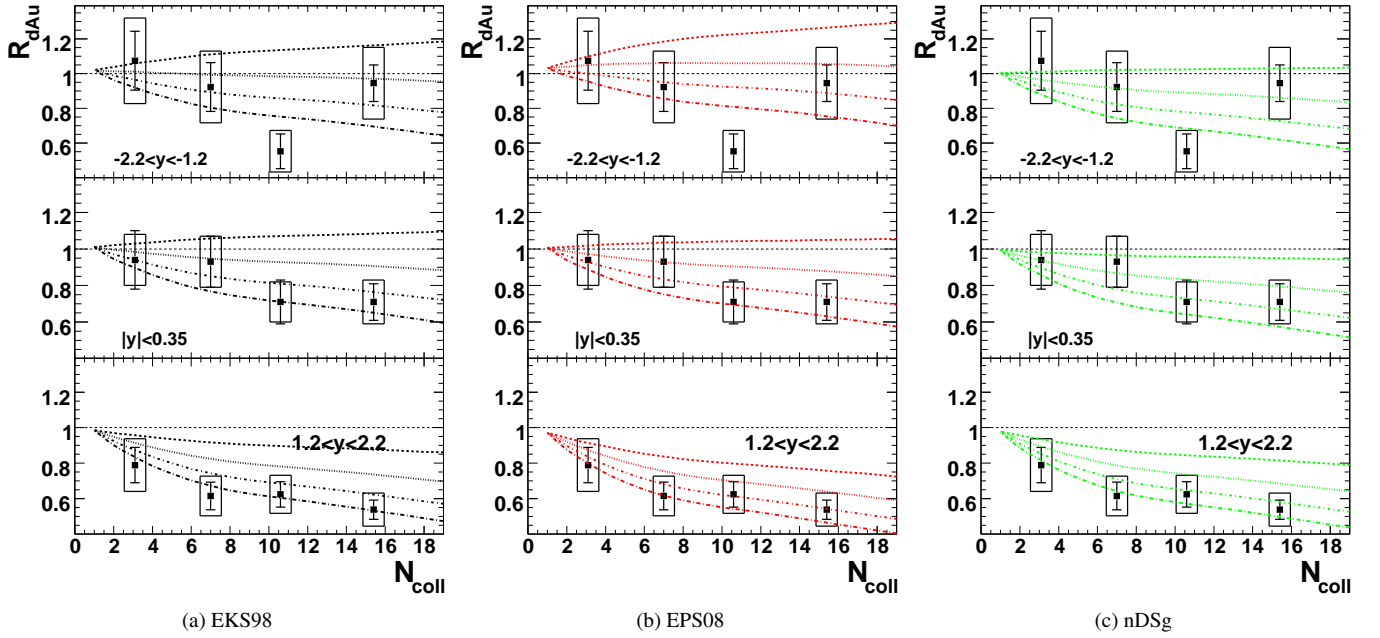 R_dAu
1.2
1
0.8
0.6
-2.2<y<-1.2
1.2
1
0.8
0.6
|y|<0.35
1.2
1
0.8
0.6
1.2<y<2.2
0 2 4 6 8 10 12 14 16 18
N_coll
(a) EKS98
R_dAu
1.2
1
0.8
0.6
-2.2<y<-1.2
1.2
1
0.8
0.6
|y|<0.35
1.2
1
0.8
0.6
1.2<y<2.2
0 2 4 6 8 10 12 14 16 18
N_coll
(b) EPS08
R_dAu
1.2
1
0.8
0.6
-2.2<y<-1.2
1.2
1
0.8
0.6
|y|<0.35
1.2
1
0.8
0.6
1.2<y<2.2
0 2 4 6 8 10 12 14 16 18
N_coll
(c) nDSg